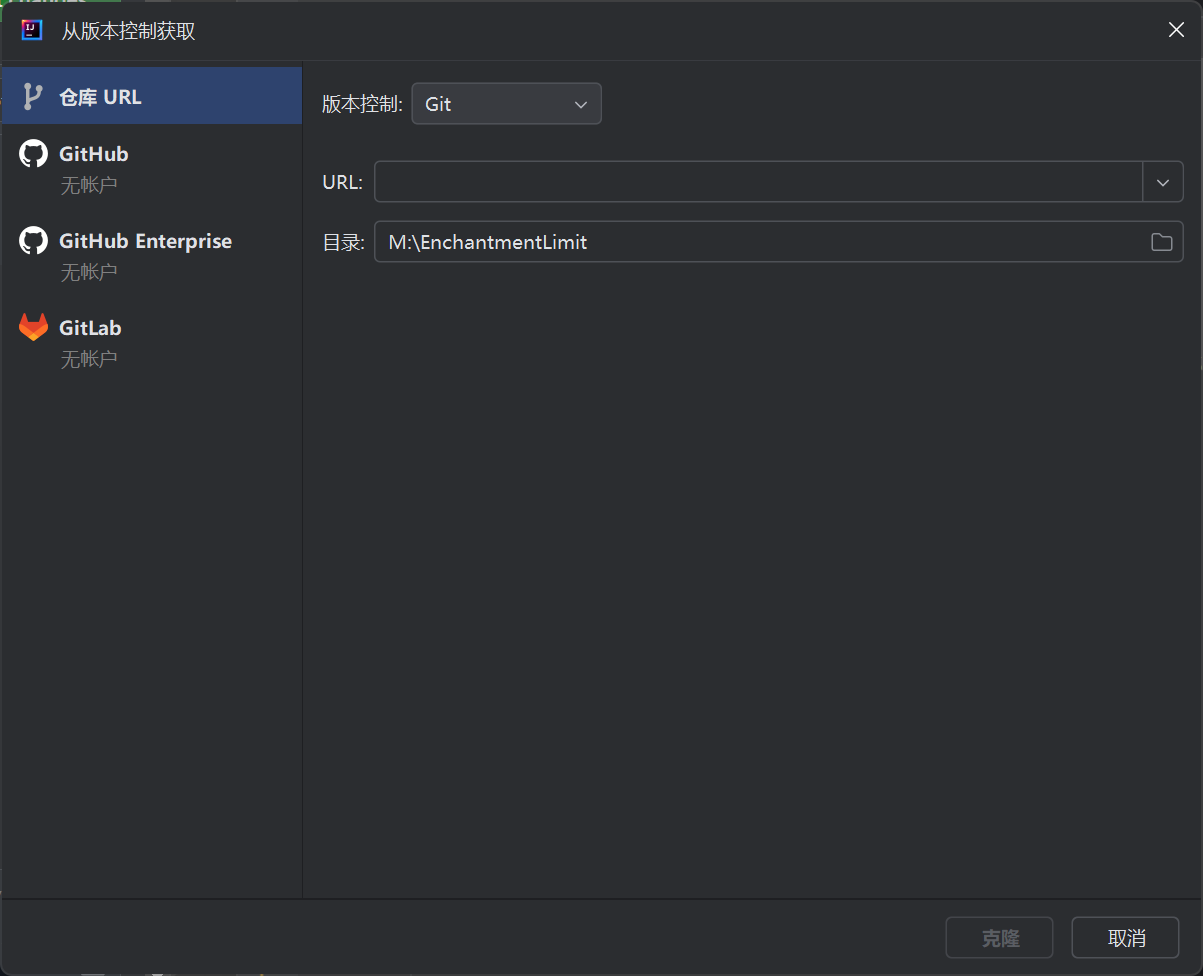 从版本控制获取
仓库 URL
GitHub
无帐户
GitHub Enterprise
无帐户
GitLab
无帐户
版本控制: Git
URL:
目录: M:\EnchantmentLimit
克隆
取消